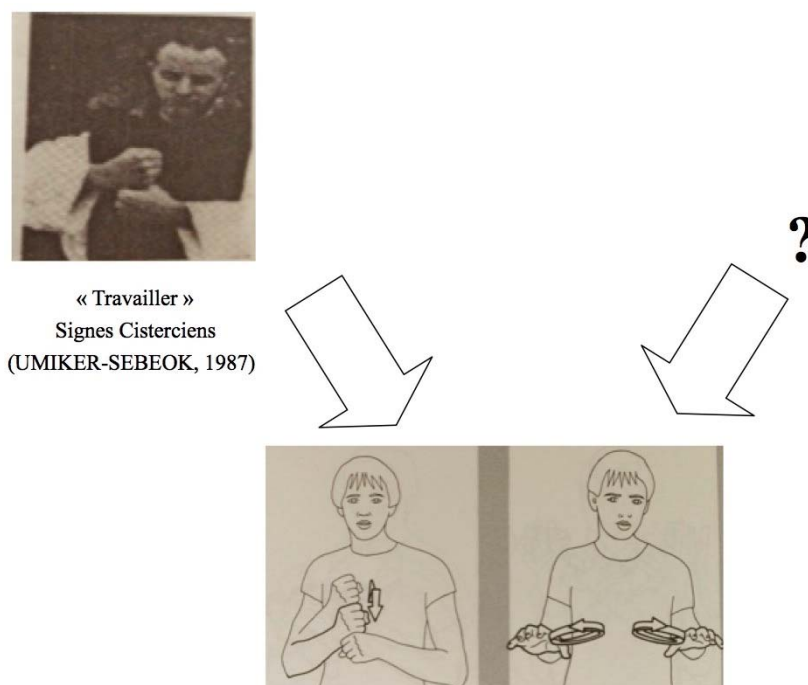 ?
« Travailler »
Signes Cisterciens
(UMIKER-SEBEOK, 1987)